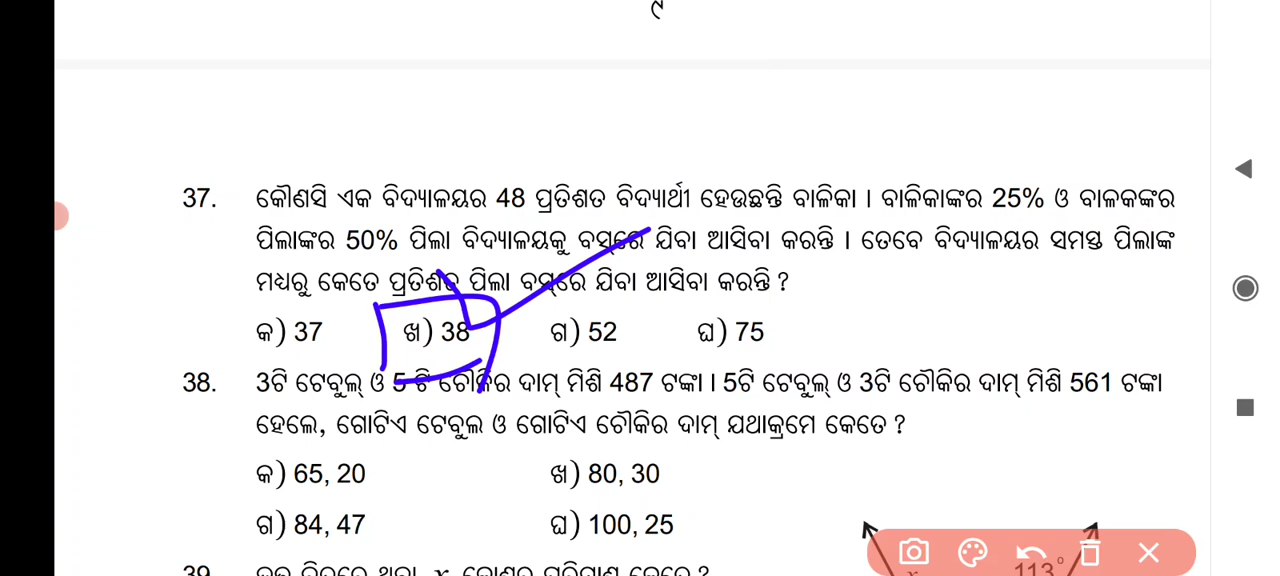 ୯
37. କୌଣସି ଏକ ବିଦ୍ୟାଳୟର 48 ପ୍ରତିଶତ ବିଦ୍ୟାର୍ଥୀ ହେଉଛନ୍ତି ବାଳିକା । ବାଳିକାଙ୍କର 25% ଓ ବାଳକଙ୍କର
ପିଲାଙ୍କର 50% ପିଲା ବିଦ୍ୟାଳୟକୁ ବସ୍‌ରେ ଯିବା ଆସିବା କରନ୍ତି । ତେବେ ବିଦ୍ୟାଳୟର ସମସ୍ତ ପିଲାଙ୍କ
ମଧ୍ୟରୁ କେତେ ପ୍ରତିଶତ ପିଲା ବସ୍‌ରେ ଯିବା ଆସିବା କରନ୍ତି ?
କ) 37 ଖ) 38 ଗ) 52 ଘ) 75
38. 3ଟି ଟେବୁଲ୍ ଓ 5 ଟି ଚୌକିର ଦାମ୍ ମିଶି 487 ଟଙ୍କା । 5ଟି ଟେବୁଲ୍ ଓ 3ଟି ଚୌକିର ଦାମ୍ ମିଶି 561 ଟଙ୍କା
ହେଲେ, ଗୋଟିଏ ଟେବୁଲ ଓ ଗୋଟିଏ ଚୌକିର ଦାମ୍ ଯଥାକ୍ରମେ କେତେ ?
କ) 65, 20 ଖ) 80, 30
ଗ) 84, 47 ଘ) 100, 25
113°